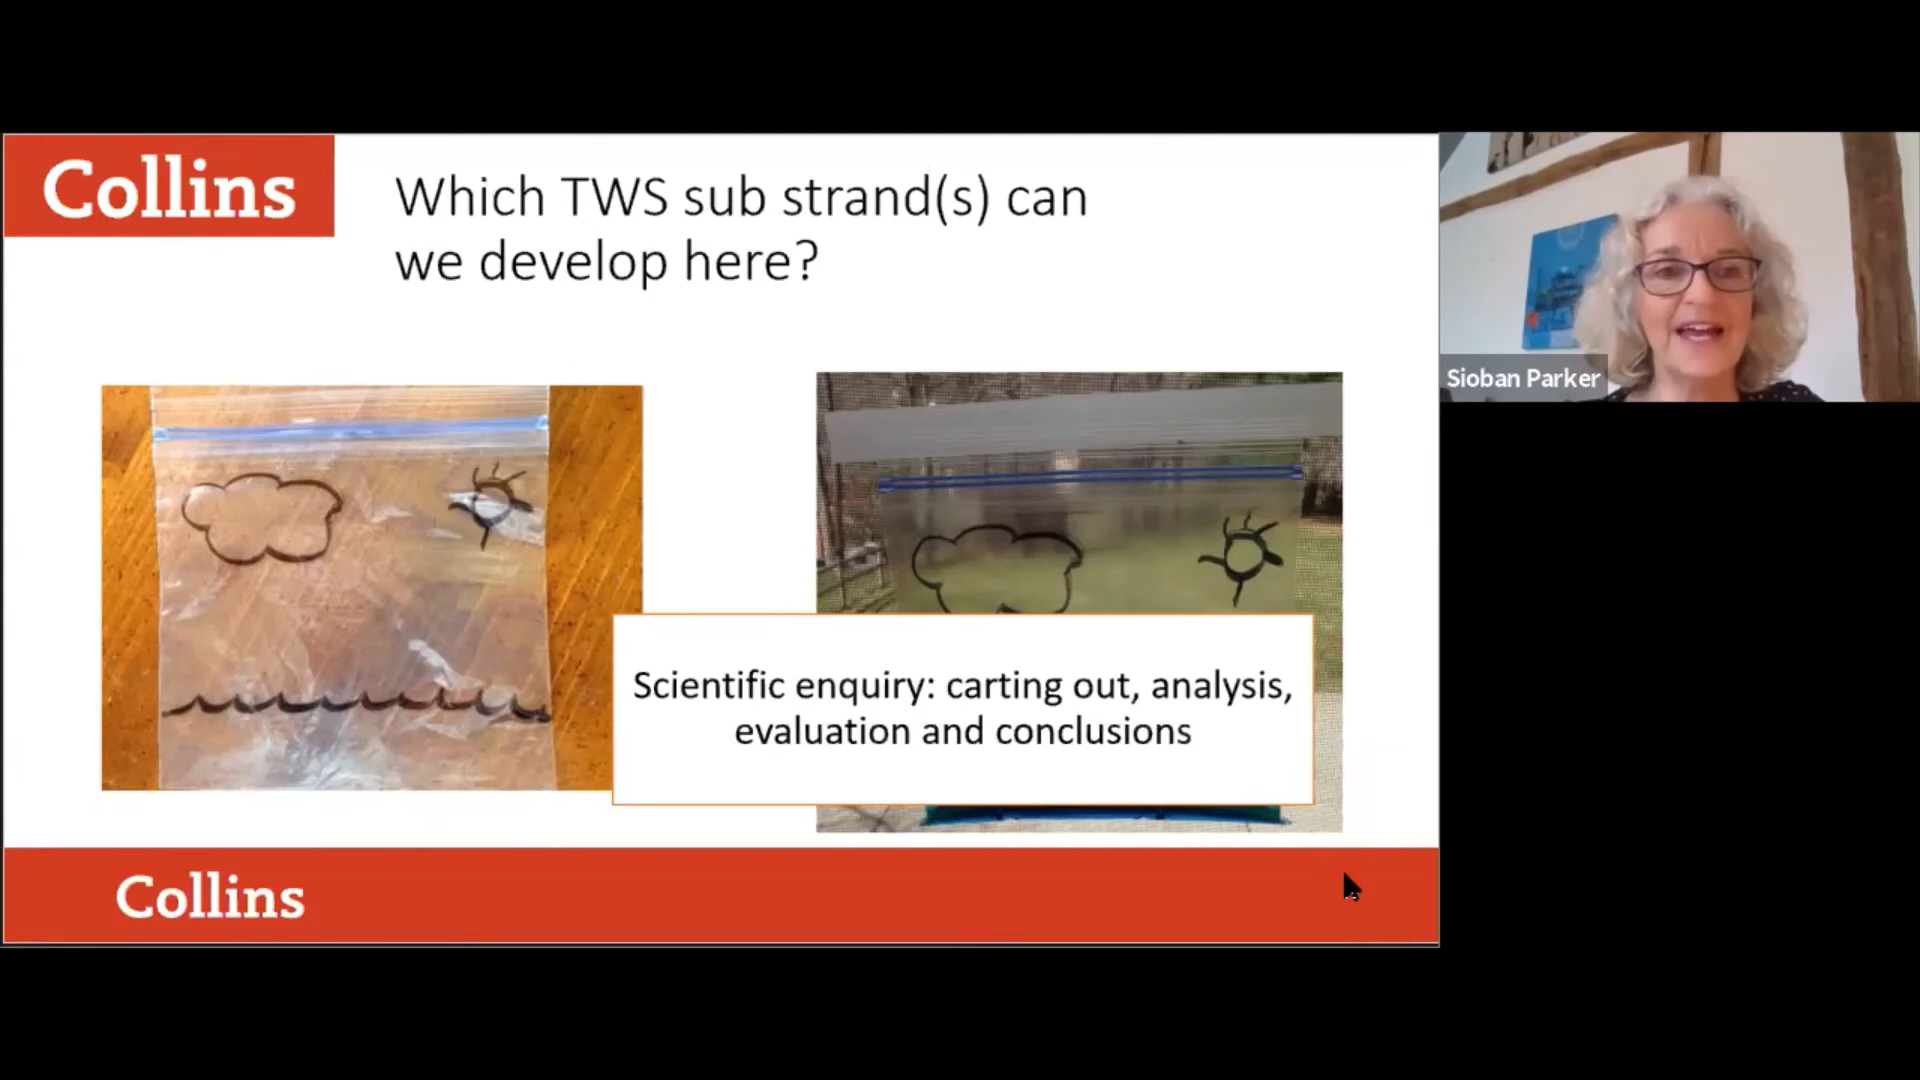 Collins
Which TWS sub strand(s) can
we develop here?
Sioban Parker
Scientific enquiry: carting out, analysis,
evaluation and conclusions
Collins